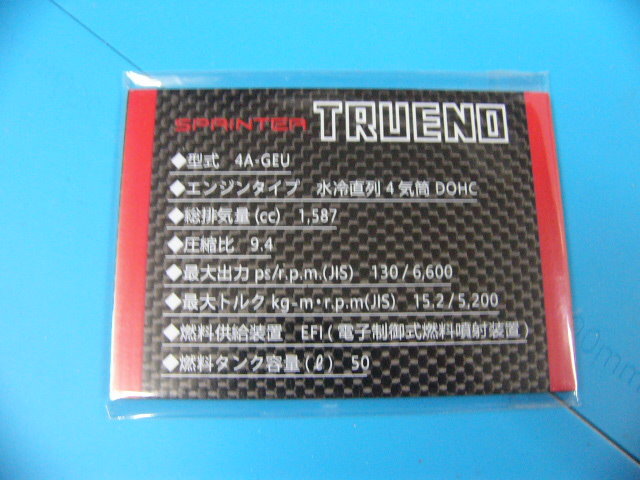 SPRINTER TRUENO
◆型式 4A-GEU
◆エンジンタイプ 水冷直列4気筒DOHC
◆総排気量(cc) 1,587
◆圧縮比 9.4
◆最大出力 ps/r.p.m.(JIS) 130/6,600
◆最大トルク kg-m・r.p.m(JIS) 15.2/5,200
◆燃料供給装置 EFI(電子制御式燃料噴射装置)
◆燃料タンク容量(ℓ) 50